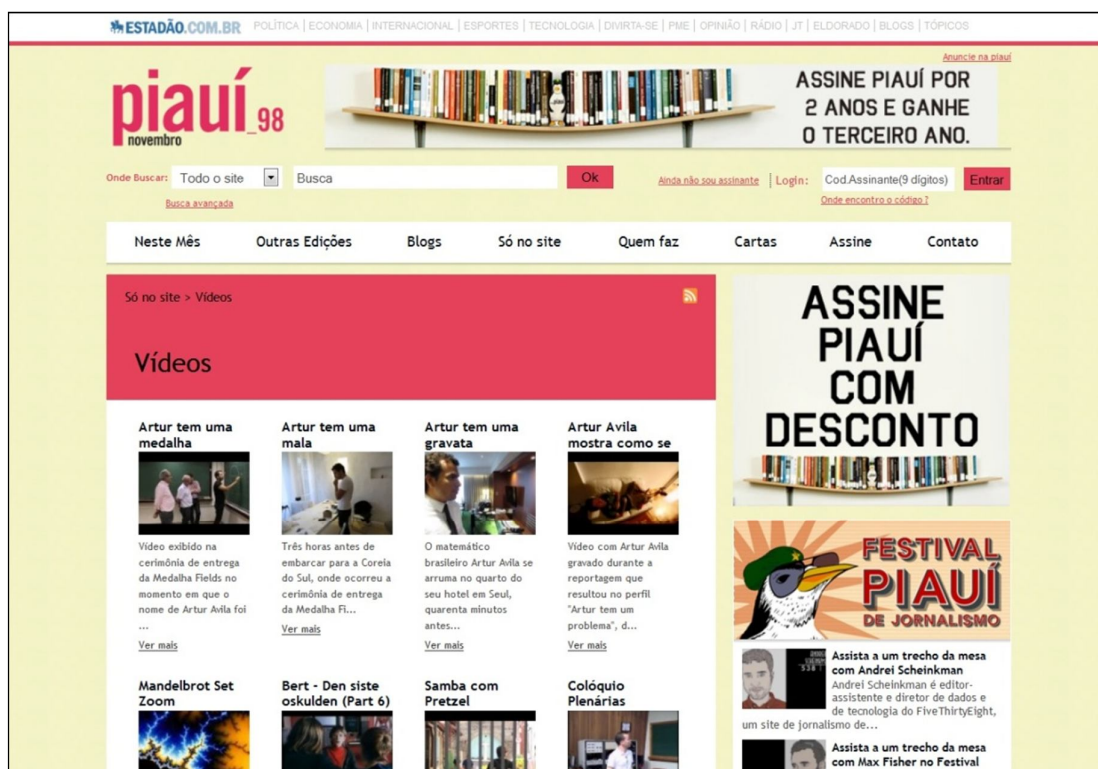 ESTADÃO.COM.BR POLÍTICA | ECONOMIA | INTERNACIONAL | ESPORTES | TECNOLOGIA | DIVIRTA-SE | PME | OPINIÃO | RÁDIO | JT | ELDORADO | BLOGS | TÓPICOS
Anuncie na piauí
piauí_98
novembro
ASSINE PIAUÍ POR
2 ANOS E GANHE
O TERCEIRO ANO.
Onde Buscar: Todo o site Busca Ok Ainda não sou assinante | Login: Cod.Assinante(9 dígitos) Entrar
Busca avançada Onde encontro o código ?
Neste Mês Outras Edições Blogs Só no site Quem faz Cartas Assine Contato
Só no site > Vídeos
Vídeos
Artur tem uma
medalha
Vídeo exibido na
cerimônia de entrega
da Medalha Fields no
momento em que o
nome de Artur Avila foi
...
Ver mais
Artur tem uma
mala
Três horas antes de
embarcar para a Coreia
do Sul, onde ocorreu a
cerimônia de entrega
da Medalha Fi...
Ver mais
Artur tem uma
gravata
O matemático
brasileiro Artur Avila se
arruma no quarto do
seu hotel em Seul,
quarenta minutos
antes...
Ver mais
Artur Avila
mostra como se
Vídeo com Artur Avila
gravado durante a
reportagem que
resultou no perfil
"Artur tem um
problema", d...
Ver mais
Mandelbrot Set
Zoom
Bert - Den siste
oskulden (Part 6)
Samba com
Pretzel
Colóquio
Plenárias
ASSINE
PIAUÍ
COM
DESCONTO
FESTIVAL
PIAUÍ
DE JORNALISMO
Assista a um trecho da mesa
com Andrei Scheinkman
Andrei Scheinkman é editor-
assistente e diretor de dados e
de tecnologia do FiveThirtyEight,
um site de jornalismo de...
Assista a um trecho da mesa
com Max Fisher no Festival